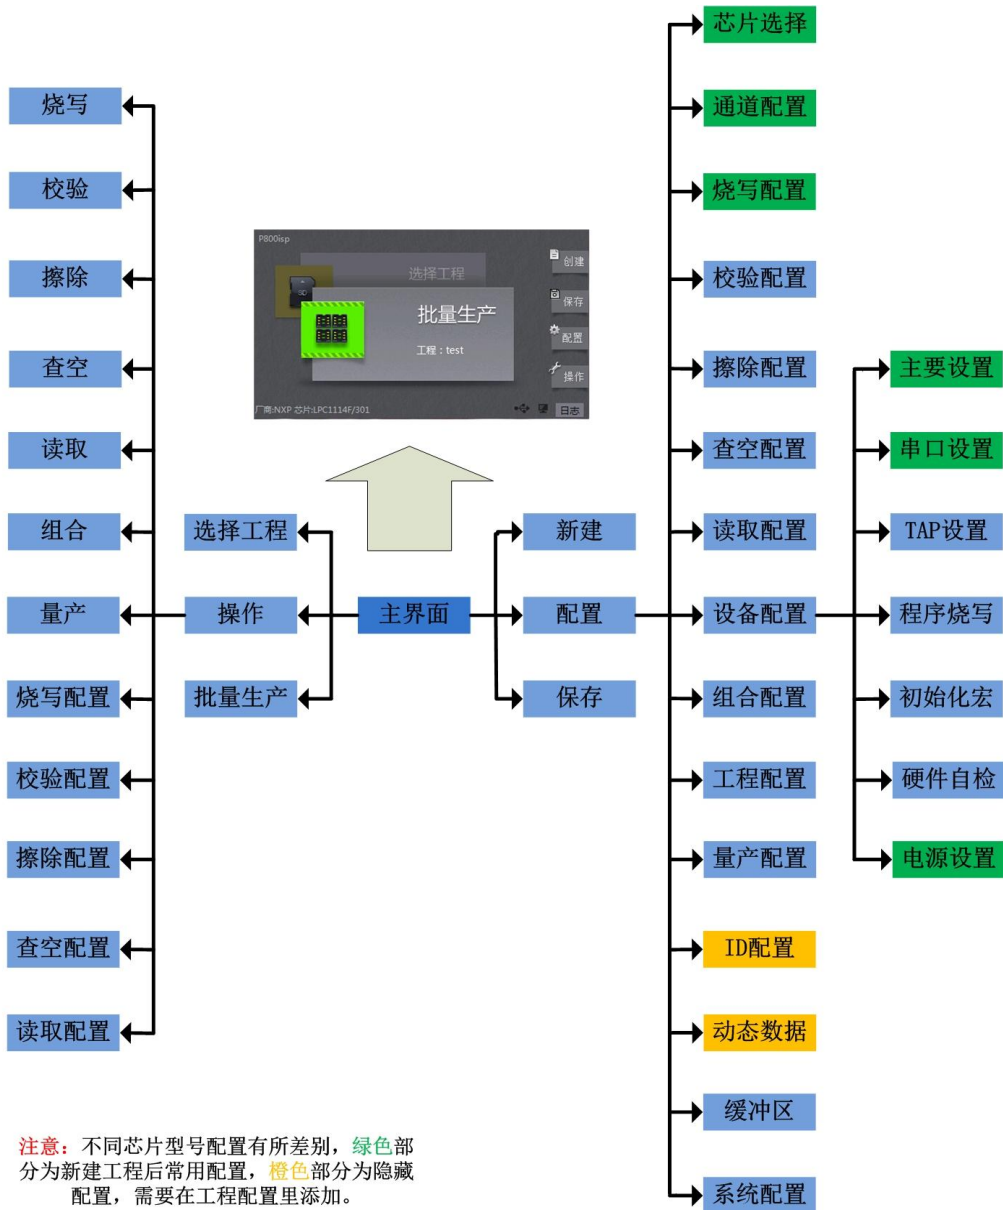 芯片选择
通道配置
烧写配置
校验配置
擦除配置
查空配置
读取配置
设备配置
组合配置
工程配置
量产配置
ID配置
动态数据
缓冲区
系统配置
主要设置
串口设置
TAP设置
程序烧写
初始化宏
硬件自检
电源设置
烧写
校验
擦除
查空
读取
组合
量产
烧写配置
校验配置
擦除配置
查空配置
读取配置
P800isp
选择工程
SD
批量生产
工程：test
创建
保存
配置
操作
厂商:NXP 芯片:LPC1114F/301
日志
选择工程
操作
批量生产
主界面
新建
配置
保存
注意：不同芯片型号配置有所差别，绿色部
分为新建工程后常用配置，橙色部分为隐藏
配置，需要在工程配置里添加。